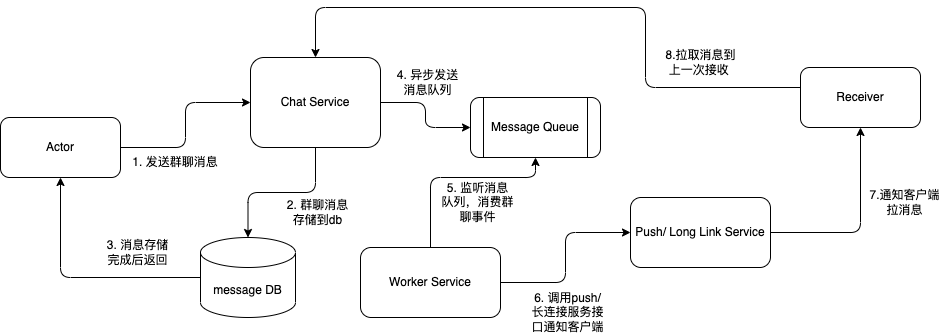 8.拉取消息到
上一次接收
4. 异步发送
消息队列
Chat Service
Receiver
Message Queue
Actor
1. 发送群聊消息
5. 监听消息
队列，消费群
聊事件
7.通知客户端
拉消息
2. 群聊消息
存储到db
Push/ Long Link Service
3. 消息存储
完成后返回
message DB
Worker Service
6. 调用push/
长连接服务接
口通知客户端